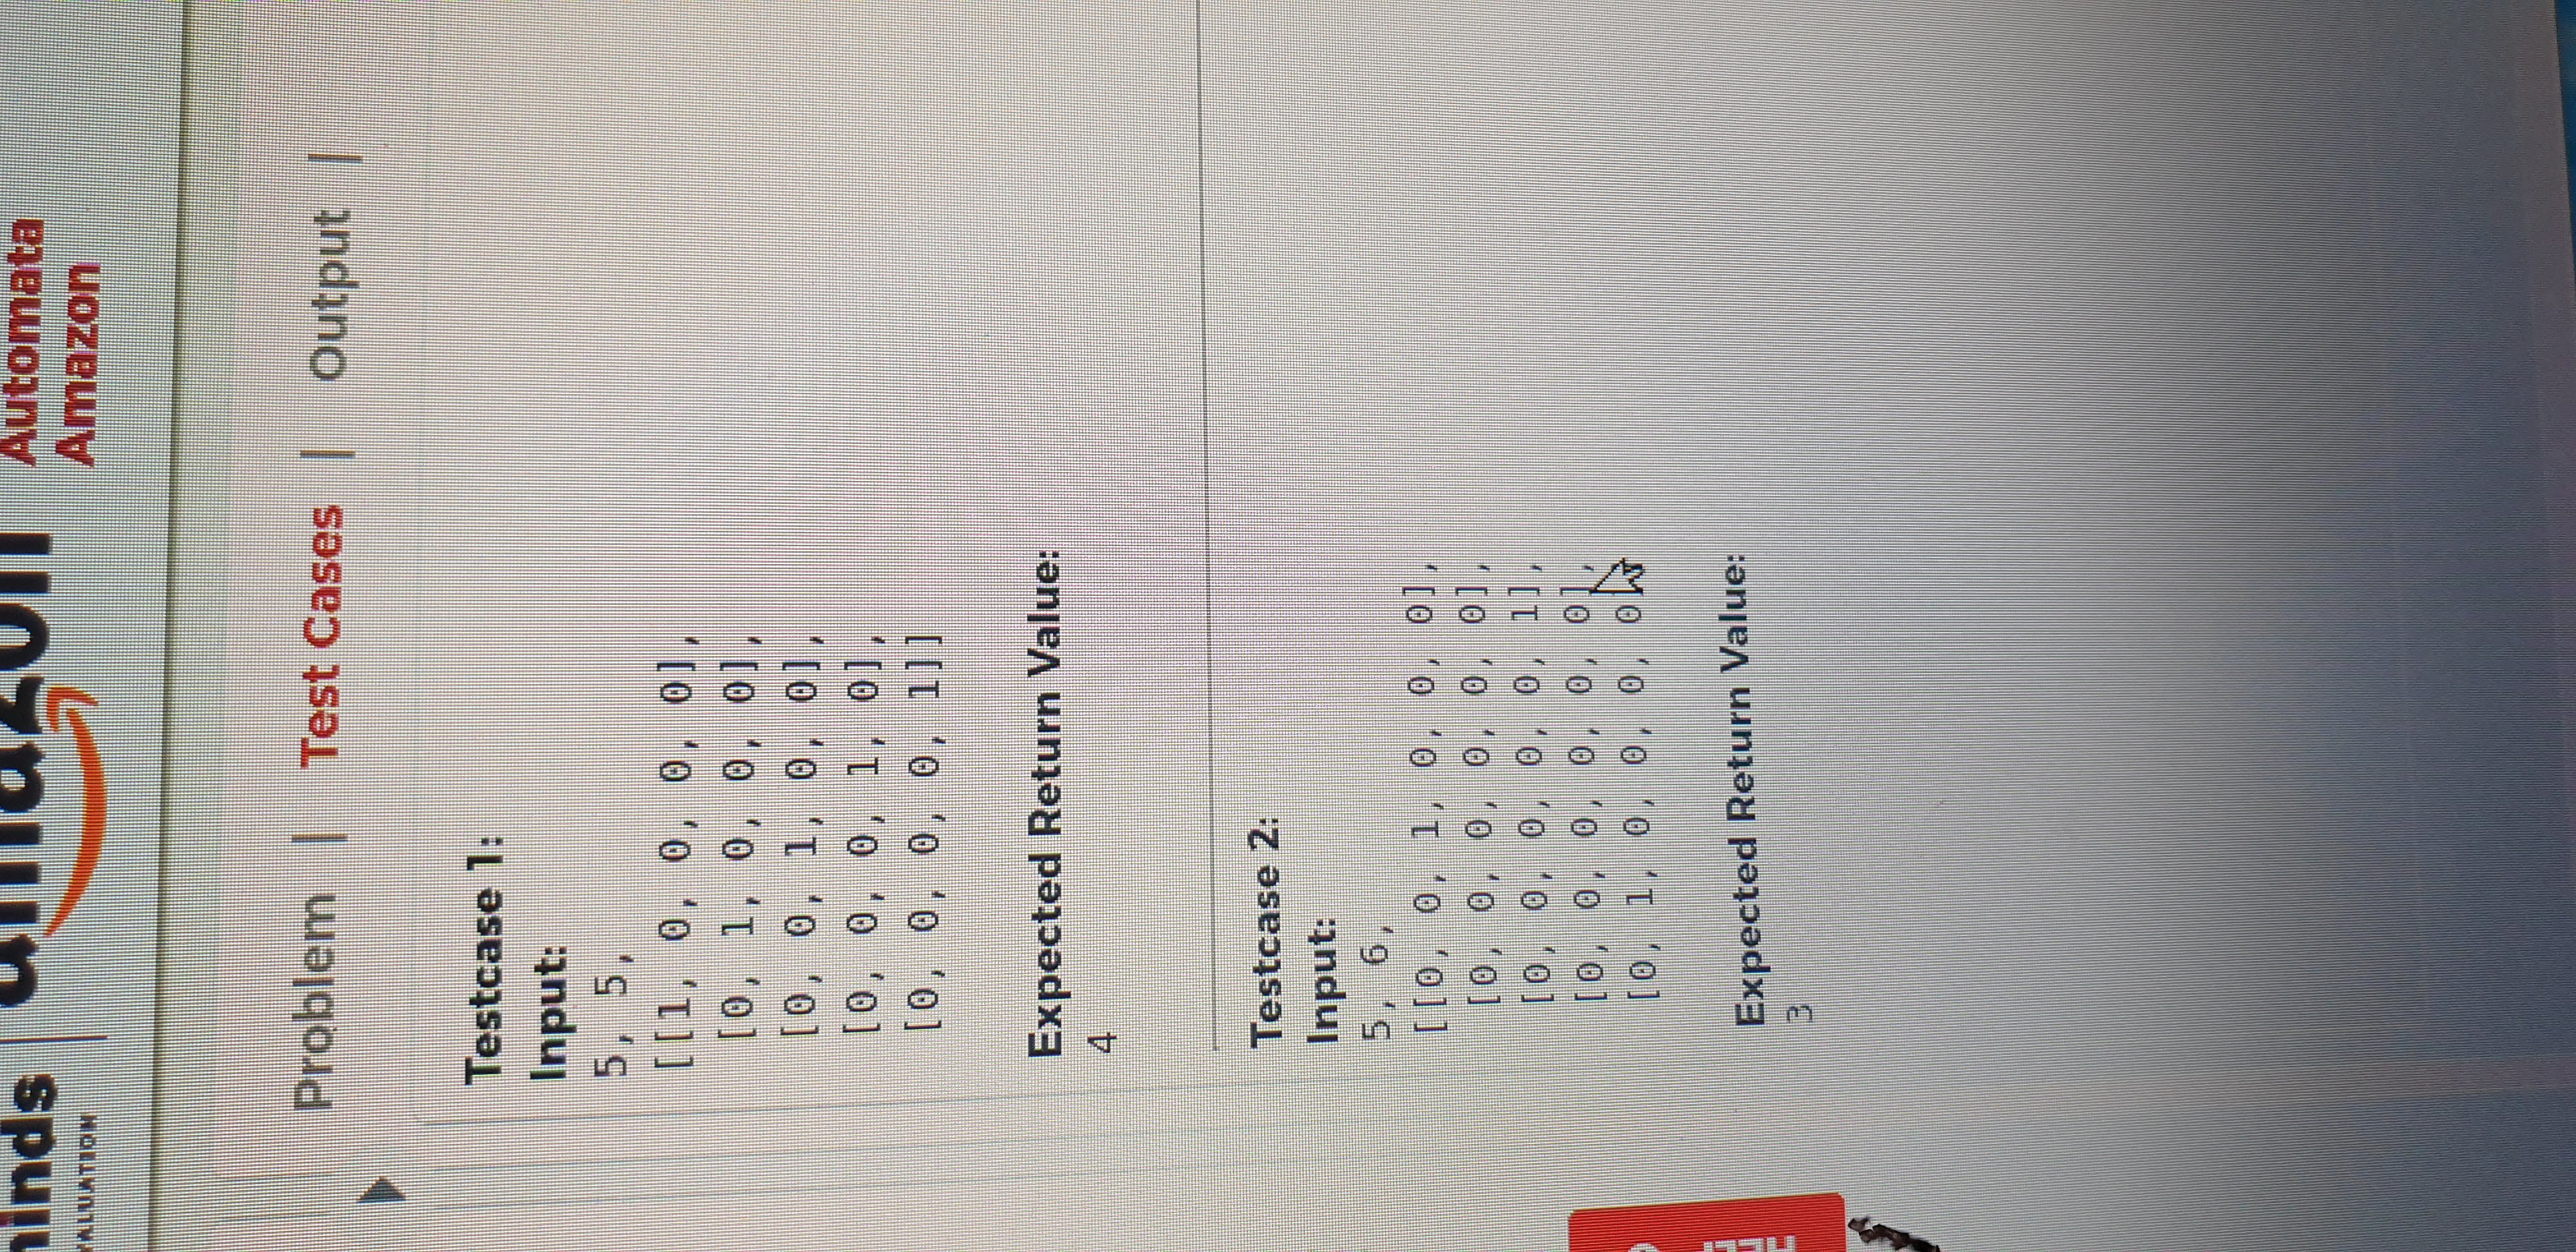 amazon
Automata
Amazon
VALUATION
Problem | Test Cases | Output |
Testcase 1:
Input:
5, 5,
[[1, 0, 0, 0, 0],
[0, 1, 0, 0, 0],
[0, 0, 1, 0, 0],
[0, 0, 0, 1, 0],
[0, 0, 0, 0, 1]]
Expected Return Value:
4
Testcase 2:
Input:
5, 6,
[[0, 0, 1, 0, 0, 0],
[0, 0, 0, 0, 0, 0],
[0, 0, 0, 0, 0, 1],
[0, 0, 0, 0, 0, 0],
[0, 1, 0, 0, 0, 0
Expected Return Value:
3